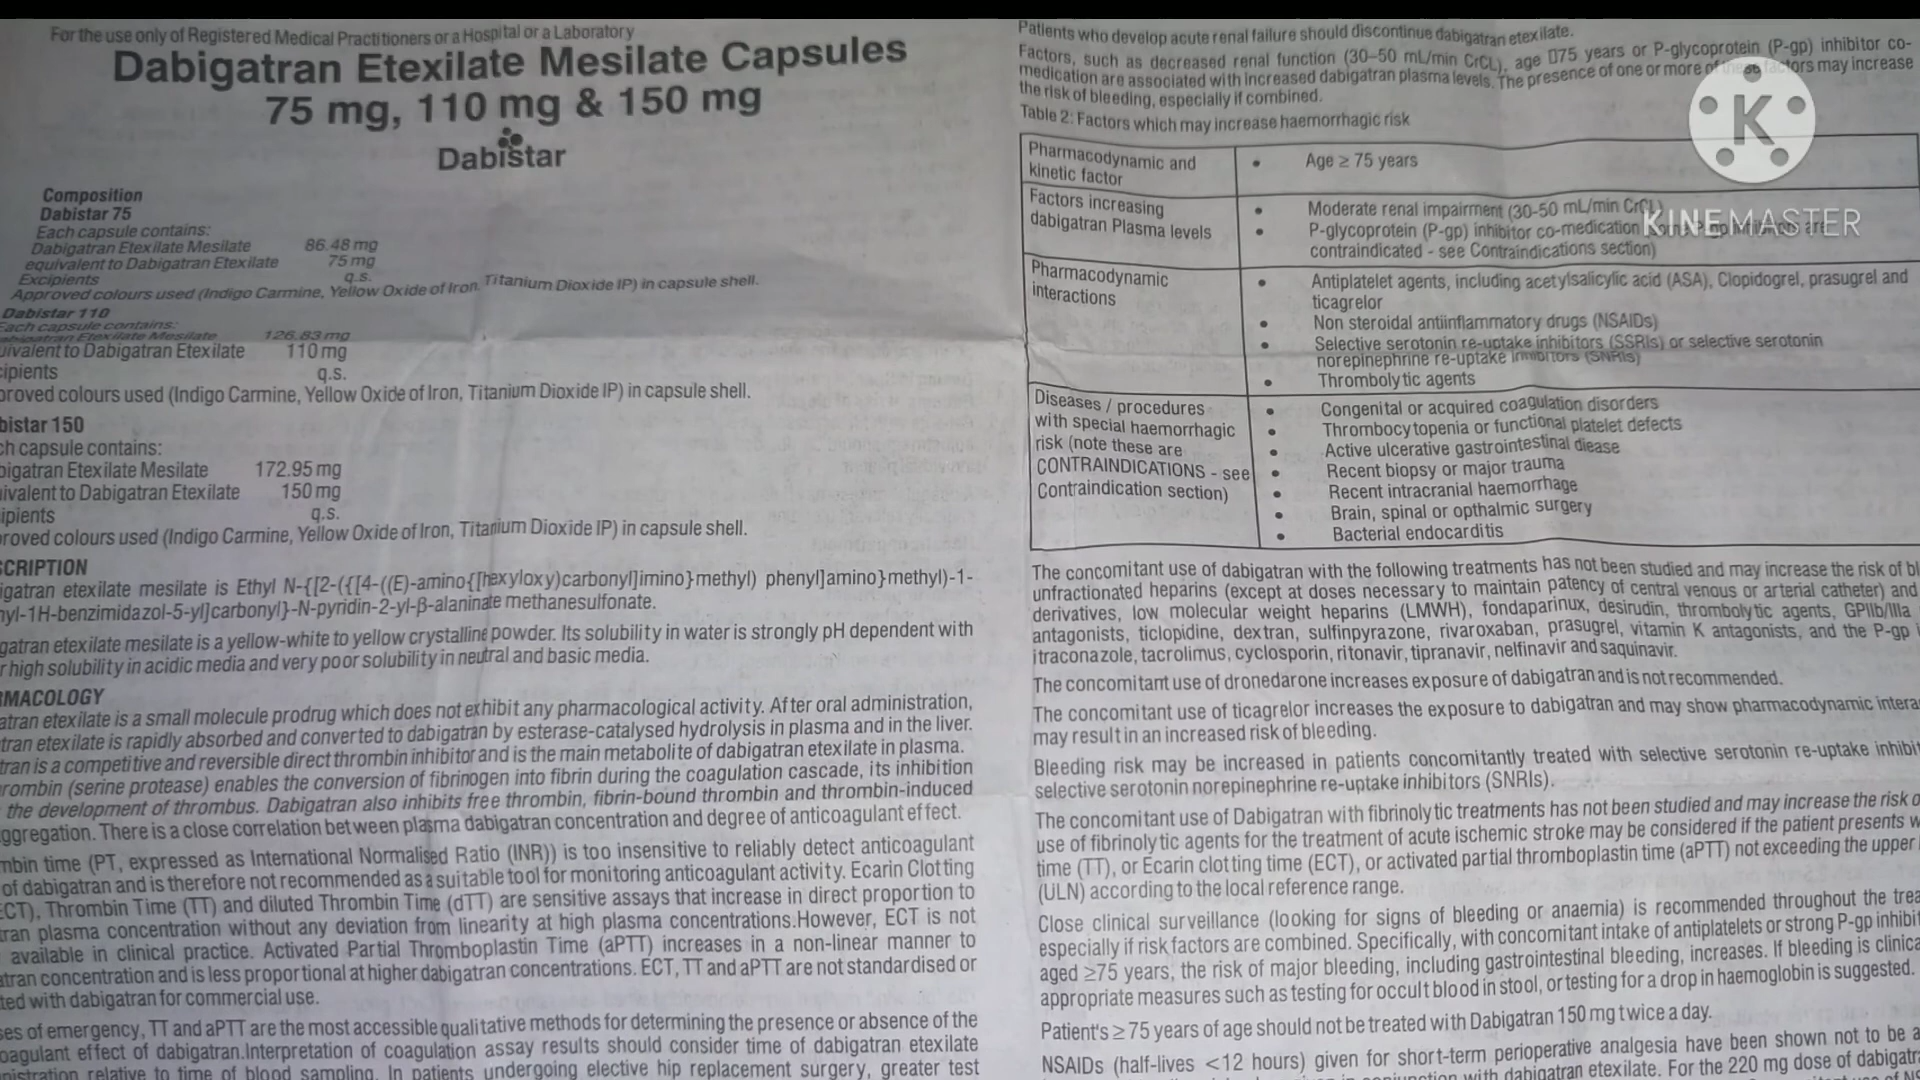 For the use only of Registered Medical Practitioners or a Hospital or a Laboratory
Dabigatran Etexilate Mesilate Capsules
75 mg, 110 mg & 150 mg
Dabistar
Composition
Dabistar 75
Each capsule contains:
Dabigatran Etexilate Mesilate 86.48 mg
equivalent to Dabigatran Etexilate 75 mg
Excipients q.s.
Approved colours used (Indigo Carmine, Yellow Oxide of Iron, Titanium Dioxide IP) in capsule shell.
Dabistar 110
Each capsule contains:
Dabigatran Etexilate Mesilate 126.83 mg
uivalent to Dabigatran Etexilate 110 mg
ipients q.s.
proved colours used (Indigo Carmine, Yellow Oxide of Iron, Titanium Dioxide IP) in capsule shell.
bistar 150
ch capsule contains:
bigatran Etexilate Mesilate 172.95 mg
uivalent to Dabigatran Etexilate 150 mg
ipients q.s.
roved colours used (Indigo Carmine, Yellow Oxide of Iron, Titanium Dioxide IP) in capsule shell.
SCRIPTION
igatran etexilate mesilate is Ethyl N-{[2-({[4-((E)-amino{[hexyloxy)carbonyl]imino}methyl) phenyl]amino}methyl)-1-
hyl-1H-benzimidazol-5-yl]carbonyl}-N-pyridin-2-yl-β-alaninate methanesulfonate.
gatran etexilate mesilate is a yellow-white to yellow crystalline powder. Its solubility in water is strongly pH dependent with
r high solubility in acidic media and very poor solubility in neutral and basic media.
RMACOLOGY
atran etexilate is a small molecule prodrug which does not exhibit any pharmacological activity. After oral administration,
tran etexilate is rapidly absorbed and converted to dabigatran by esterase-catalysed hydrolysis in plasma and in the liver.
tran is a competitive and reversible direct thrombin inhibitor and is the main metabolite of dabigatran etexilate in plasma.
rombin (serine protease) enables the conversion of fibrinogen into fibrin during the coagulation cascade, its inhibition
the development of thrombus. Dabigatran also inhibits free thrombin, fibrin-bound thrombin and thrombin-induced
ggregation. There is a close correlation between plasma dabigatran concentration and degree of anticoagulant effect.
mbin time (PT, expressed as International Normalised Ratio (INR)) is too insensitive to reliably detect anticoagulant
of dabigatran and is therefore not recommended as a suitable tool for monitoring anticoagulant activity. Ecarin Clotting
ECT), Thrombin Time (TT) and diluted Thrombin Time (dTT) are sensitive assays that increase in direct proportion to
tran plasma concentration without any deviation from linearity at high plasma concentrations.However, ECT is not
available in clinical practice. Activated Partial Thromboplastin Time (aPTT) increases in a non-linear manner to
atran concentration and is less proportional at higher dabigatran concentrations. ECT, TT and aPTT are not standardised or
ted with dabigatran for commercial use.
ses of emergency, TT and aPTT are the most accessible qualitative methods for determining the presence or absence of the
oagulant effect of dabigatran.Interpretation of coagulation assay results should consider time of dabigatran etexilate
nistration relative to time of blood sampling. In patients undergoing elective hip replacement surgery, greater test
Patients who develop acute renal failure should discontinue dabigatran etexilate.
Factors, such as decreased renal function (30–50 mL/min CrCL), age □75 years or P-glycoprotein (P-gp) inhibitor co-
medication are associated with increased dabigatran plasma levels. The presence of one or more of these factors may increase
the risk of bleeding, especially if combined.
Table 2: Factors which may increase haemorrhagic risk
Pharmacodynamic and
kinetic factor
• Age ≥ 75 years
Factors increasing
dabigatran Plasma levels
• Moderate renal impairment (30-50 mL/min CrCL)
• P-glycoprotein (P-gp) inhibitor co-medication
contraindicated - see Contraindications section)
Pharmacodynamic
interactions
• Antiplatelet agents, including acetylsalicylic acid (ASA), Clopidogrel, prasugrel and
ticagrelor
• Non steroidal antiinflammatory drugs (NSAIDs)
• Selective serotonin re-uptake inhibitors (SSRIs) or selective serotonin
norepinephrine re-uptake inhibitors (SNRIs)
• Thrombolytic agents
Diseases / procedures
with special haemorrhagic
risk (note these are
CONTRAINDICATIONS - see
Contraindication section)
• Congenital or acquired coagulation disorders
• Thrombocytopenia or functional platelet defects
• Active ulcerative gastrointestinal diease
• Recent biopsy or major trauma
• Recent intracranial haemorrhage
• Brain, spinal or opthalmic surgery
• Bacterial endocarditis
The concomitant use of dabigatran with the following treatments has not been studied and may increase the risk of bl
unfractionated heparins (except at doses necessary to maintain patency of central venous or arterial catheter) and
derivatives, low molecular weight heparins (LMWH), fondaparinux, desirudin, thrombolytic agents, GPIIb/IIIa
antagonists, ticlopidine, dextran, sulfinpyrazone, rivaroxaban, prasugrel, vitamin K antagonists, and the P-gp
itraconazole, tacrolimus, cyclosporin, ritonavir, tipranavir, nelfinavir and saquinavir.
The concomitant use of dronedarone increases exposure of dabigatran and is not recommended.
The concomitant use of ticagrelor increases the exposure to dabigatran and may show pharmacodynamic intera
may result in an increased risk of bleeding.
Bleeding risk may be increased in patients concomitantly treated with selective serotonin re-uptake inhibit
selective serotonin norepinephrine re-uptake inhibitors (SNRIs).
The concomitant use of Dabigatran with fibrinolytic treatments has not been studied and may increase the risk o
use of fibrinolytic agents for the treatment of acute ischemic stroke may be considered if the patient presents w
time (TT), or Ecarin clotting time (ECT), or activated partial thromboplastin time (aPTT) not exceeding the upper
(ULN) according to the local reference range.
Close clinical surveillance (looking for signs of bleeding or anaemia) is recommended throughout the trea
especially if risk factors are combined. Specifically, with concomitant intake of antiplatelets or strong P-gp inhibit
aged ≥75 years, the risk of major bleeding, including gastrointestinal bleeding, increases. If bleeding is clinica
appropriate measures such as testing for occult blood in stool, or testing for a drop in haemoglobin is suggested.
Patient's ≥ 75 years of age should not be treated with Dabigatran 150 mg twice a day.
NSAIDs (half-lives <12 hours) given for short-term perioperative analgesia have been shown not to be a
with dabigatran etexilate. For the 220 mg dose of dabigatr
K
KINEMASTER